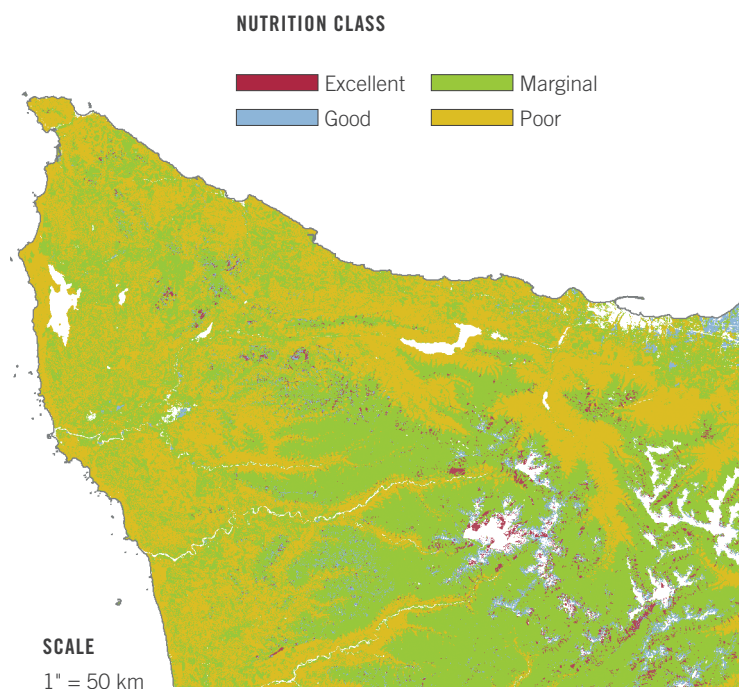 NUTRITION CLASS
Excellent Marginal
Good Poor
SCALE
1" = 50 km